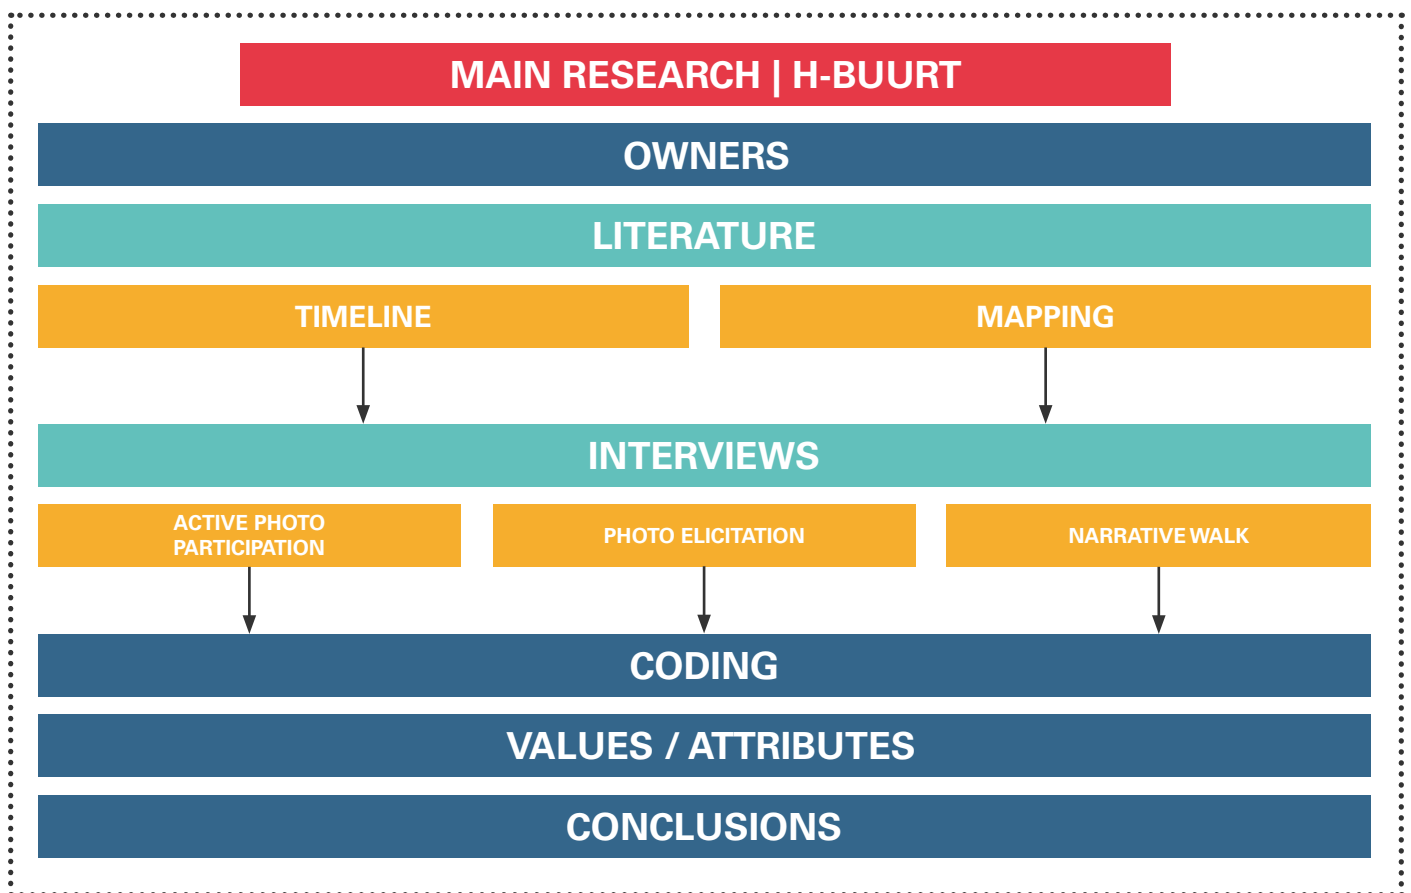 MAIN RESEARCH | H-BUURT
OWNERS
LITERATURE
TIMELINE
MAPPING
INTERVIEWS
ACTIVE PHOTO
PARTICIPATION
PHOTO ELICITATION
NARRATIVE WALK
CODING
VALUES / ATTRIBUTES
CONCLUSIONS